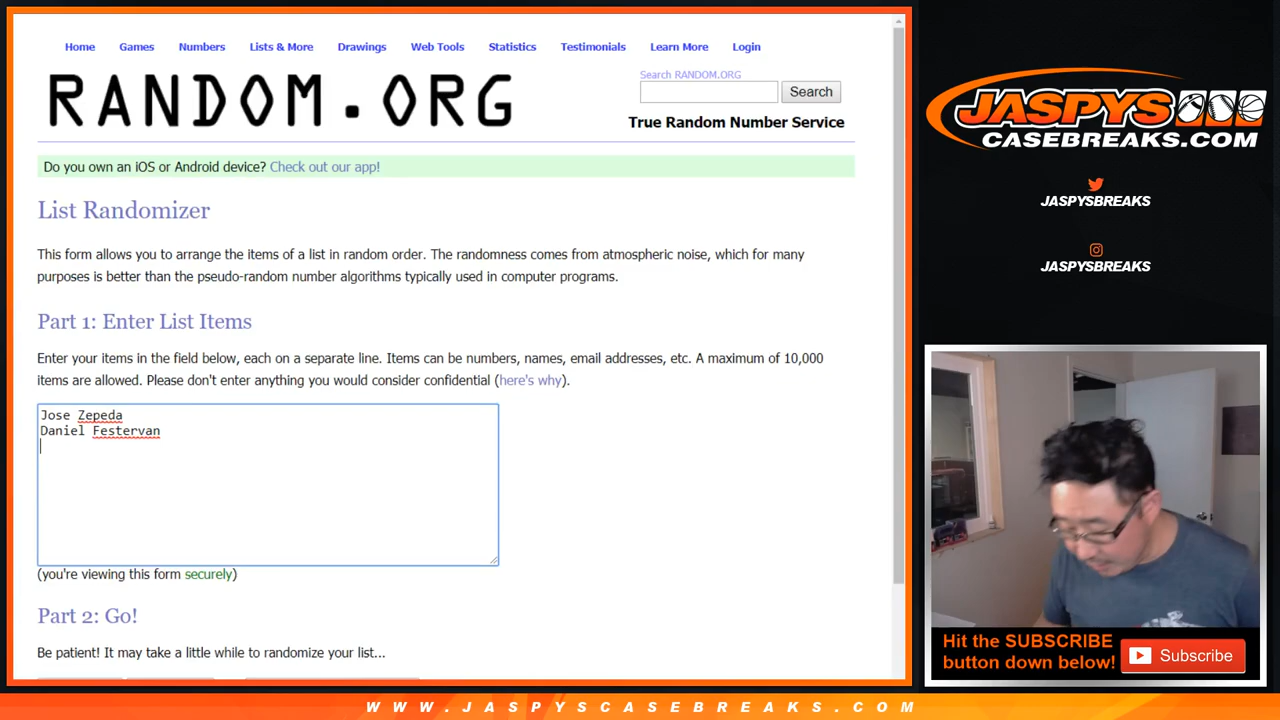 Home Games Numbers Lists & More Drawings Web Tools Statistics Testimonials Learn More Login
RANDOM.ORG
Search RANDOM.ORG
Search
True Random Number Service
Do you own an iOS or Android device? Check out our app!
List Randomizer
This form allows you to arrange the items of a list in random order. The randomness comes from atmospheric noise, which for many
purposes is better than the pseudo-random number algorithms typically used in computer programs.
Part 1: Enter List Items
Enter your items in the field below, each on a separate line. Items can be numbers, names, email addresses, etc. A maximum of 10,000
items are allowed. Please don't enter anything you would consider confidential (here's why).
Jose Zepeda
Daniel Festervan
(you're viewing this form securely)
Part 2: Go!
Be patient! It may take a little while to randomize your list...
JASPYS
CASEBREAKS.COM
JASPYSBREAKS
JASPYSBREAKS
Hit the SUBSCRIBE
button down below!
Subscribe
WWW.JASPYSCASEBREAKS.COM